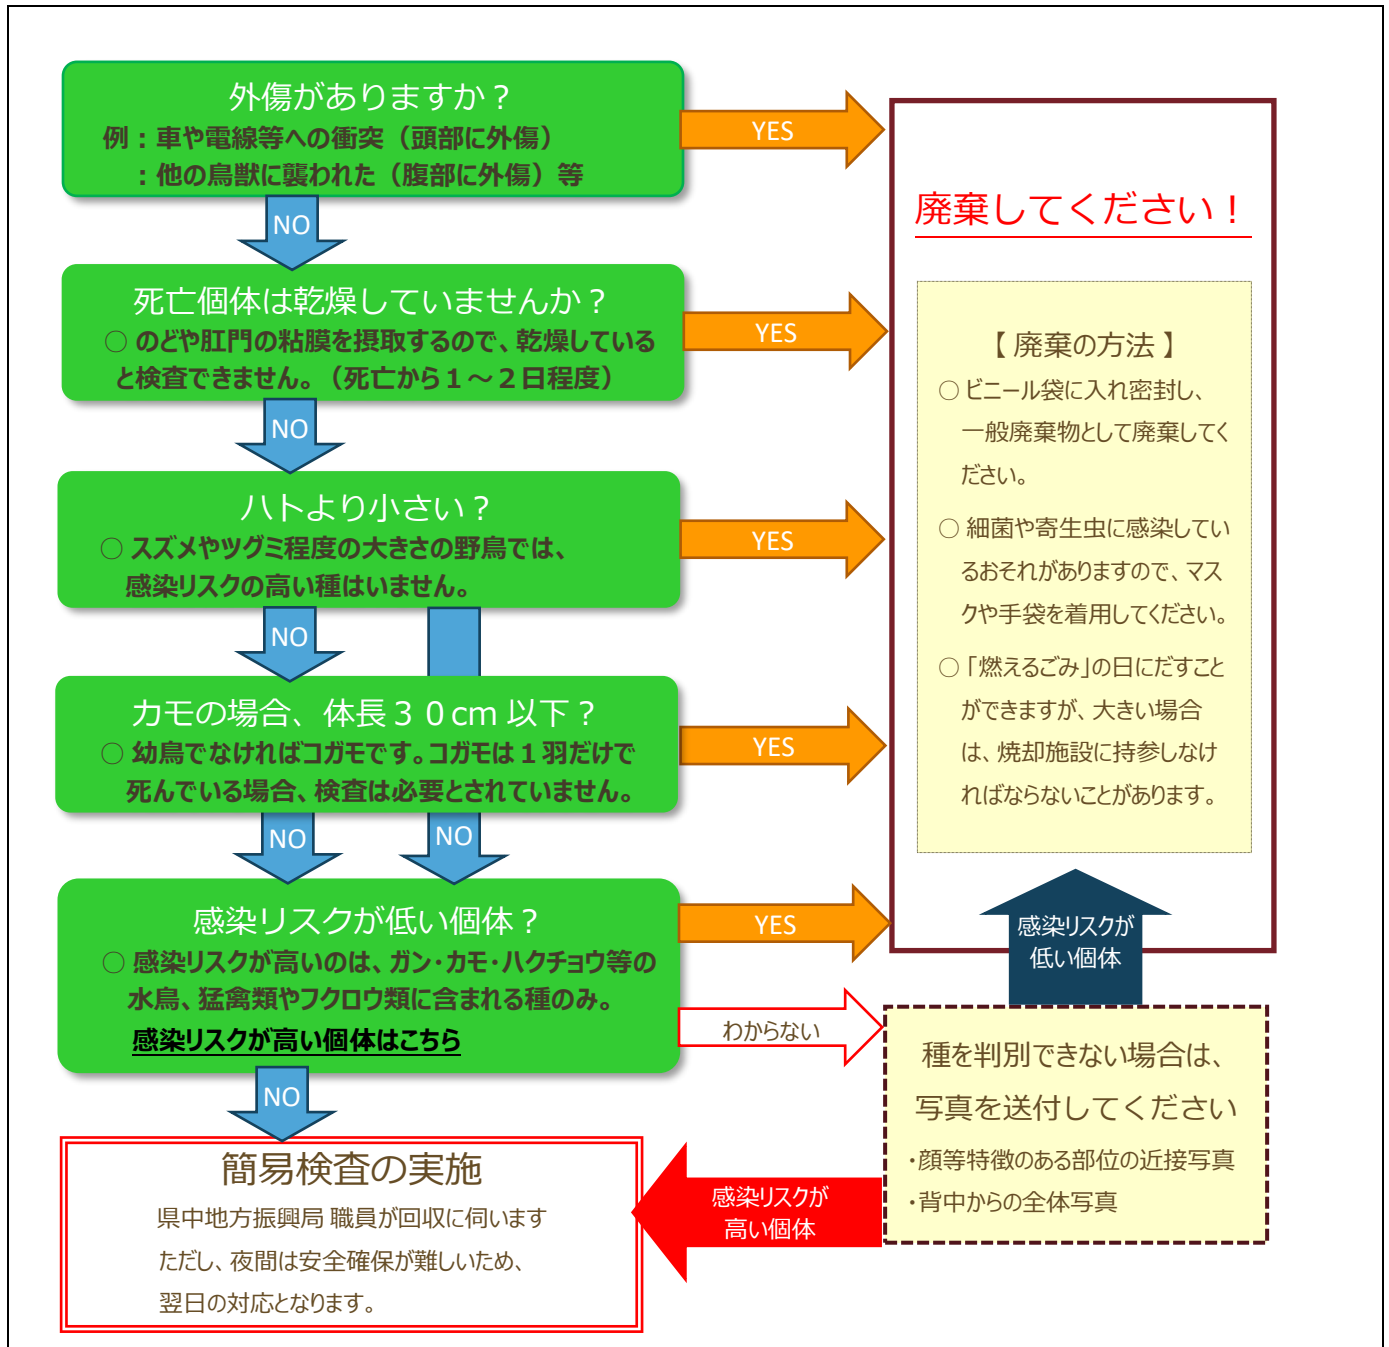 外傷がありますか？
例：車や電線等への衝突（頭部に外傷）
：他の鳥獣に襲われた（腹部に外傷）等
YES
NO
死亡個体は乾燥していませんか？
○ のどや肛門の粘膜を摂取するので、乾燥している
と検査できません。（死亡から１～２日程度）
YES
NO
ハトより小さい？
○ スズメやツグミ程度の大きさの野鳥では、
感染リスクの高い種はいません。
YES
NO
カモの場合、体長３０cm 以下？
○ 幼鳥でなければコガモです。コガモは１羽だけで
死んでいる場合、検査は必要とされていません。
YES
NO
NO
感染リスクが低い個体？
○ 感染リスクが高いのは、ガン・カモ・ハクチョウ等の
水鳥、猛禽類やフクロウ類に含まれる種のみ。
感染リスクが高い個体はこちら
YES
わからない
NO
簡易検査の実施
県中地方振興局 職員が回収に伺います
ただし、夜間は安全確保が難しいため、
翌日の対応となります。
廃棄してください！
【 廃棄の方法 】
○ ビニール袋に入れ密封し、
一般廃棄物として廃棄してく
ださい。
○ 細菌や寄生虫に感染してい
るおそれがありますので、マス
クや手袋を着用してください。
○ 「燃えるごみ」の日にだすこと
ができますが、大きい場合
は、焼却施設に持参しなけ
ればならないことがあります。
感染リスクが
低い個体
種を判別できない場合は、
写真を送付してください
・顔等特徴のある部位の近接写真
・背中からの全体写真
感染リスクが
高い個体